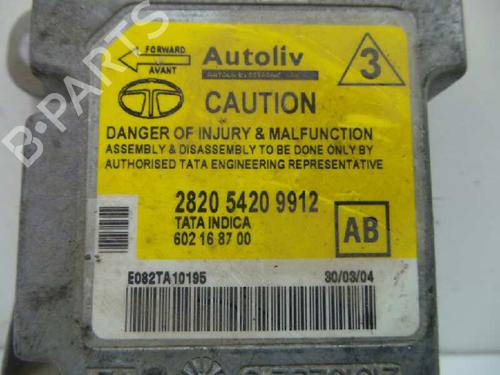 FORWARD
AVANT
Autoliv
3
CAUTION
DANGER OF INJURY & MALFUNCTION
ASSEMBLY & DISASSEMBLY TO BE DONE ONLY BY
AUTHORISED TATA ENGINEERING REPRESENTATIVE
2820 5420 9912
TATA INDICA
602 16 87 00
AB
E082TA10195
30/03/04
B-PARTS